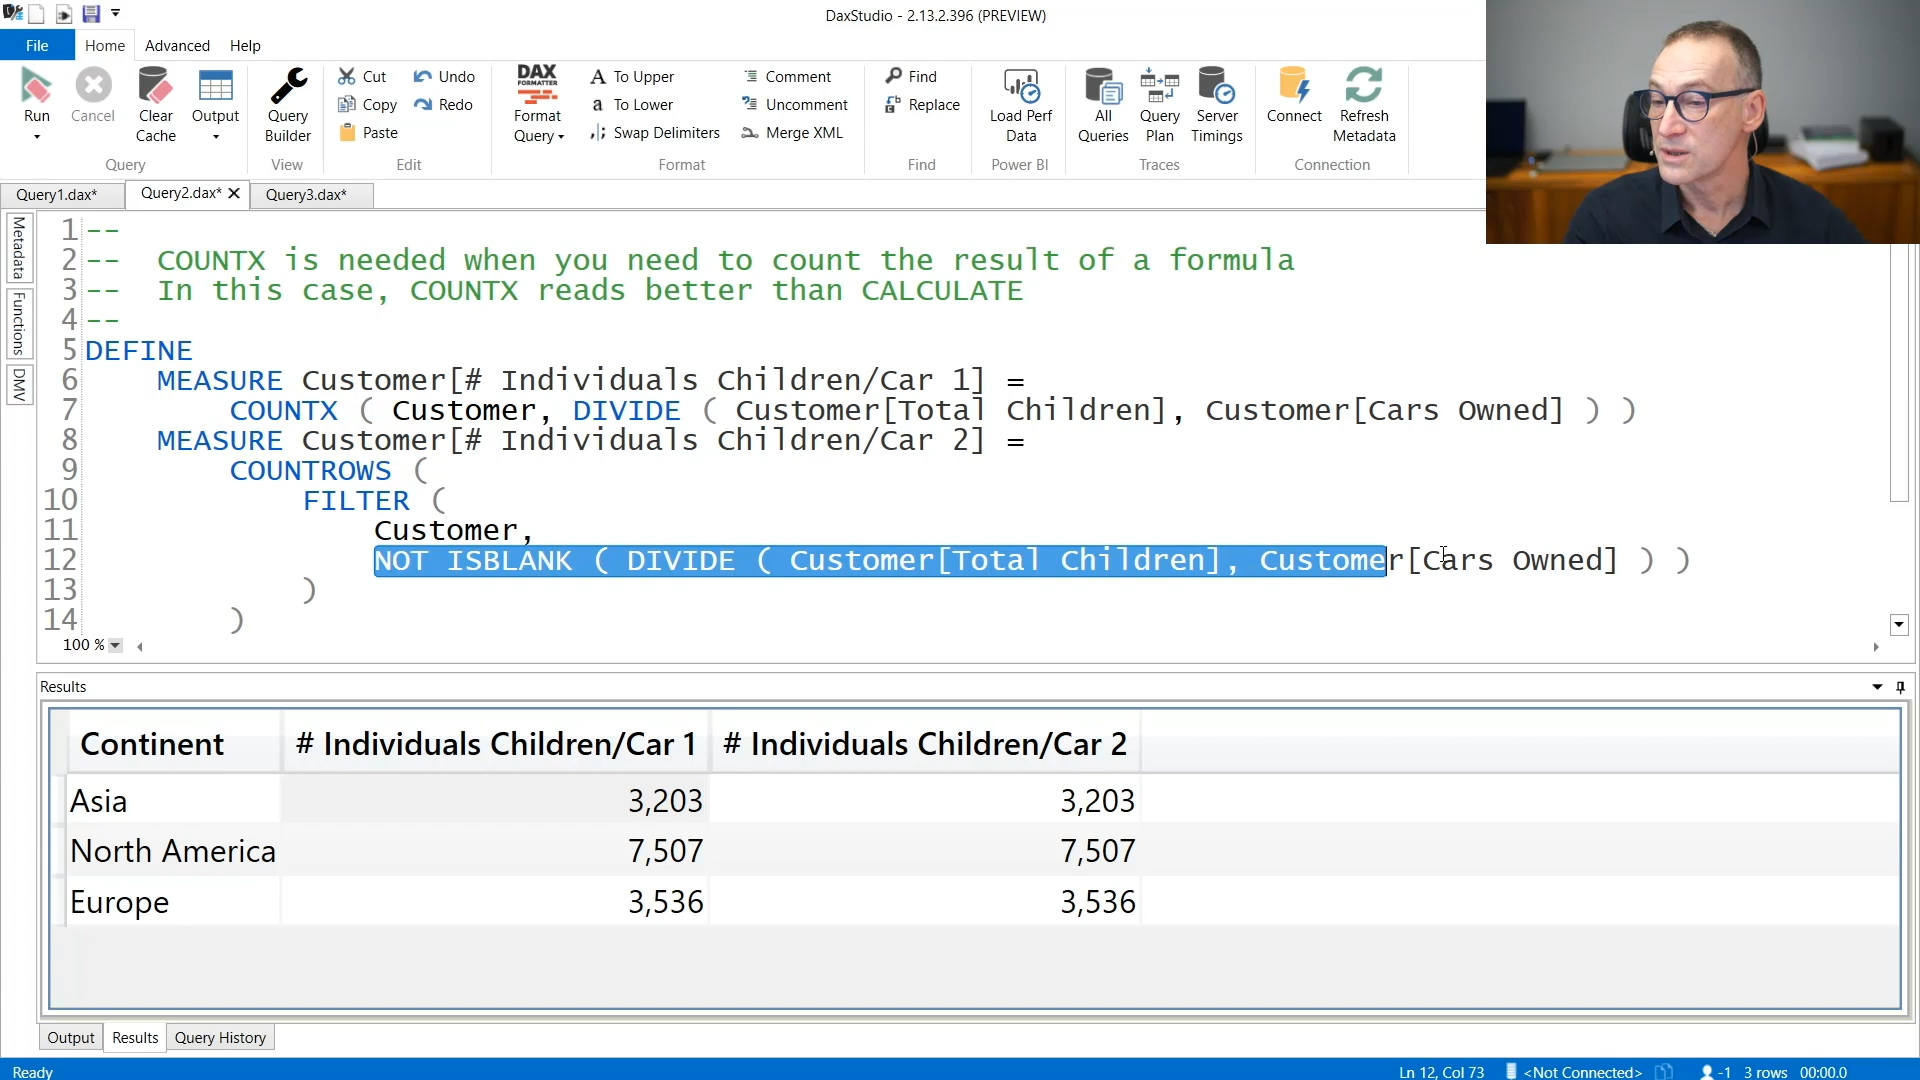 DaxStudio - 2.13.2.396 (PREVIEW)
File Home Advanced Help
Run
Cancel
Clear Cache
Output
Query
Query Builder
View
Cut
Copy
Paste
Undo
Redo
Edit
DAX
FORMATTER
Format Query
A To Upper
a To Lower
Swap Delimiters
Comment
Uncomment
Merge XML
Format
Find
Replace
Find
Load Perf Data
Power BI
All Queries
Query Plan
Server Timings
Traces
Connect
Refresh Metadata
Connection
Query1.dax* Query2.dax* Query3.dax*
Metadata
Functions
DMV
1 --
2 -- COUNTX is needed when you need to count the result of a formula
3 -- In this case, COUNTX reads better than CALCULATE
4 --
5 DEFINE
6 MEASURE Customer[# Individuals Children/Car 1] =
7 COUNTX ( Customer, DIVIDE ( Customer[Total Children], Customer[Cars Owned] ) )
8 MEASURE Customer[# Individuals Children/Car 2] =
9 COUNTROWS (
10 FILTER (
11 Customer,
12 NOT ISBLANK ( DIVIDE ( Customer[Total Children], Customer[Cars Owned] ) )
13 )
14 )
100 %
Results
Continent # Individuals Children/Car 1 # Individuals Children/Car 2
Asia 3,203 3,203
North America 7,507 7,507
Europe 3,536 3,536
Output Results Query History
Ready Ln 12, Col 73 <Not Connected> -1 3 rows 00:00.0